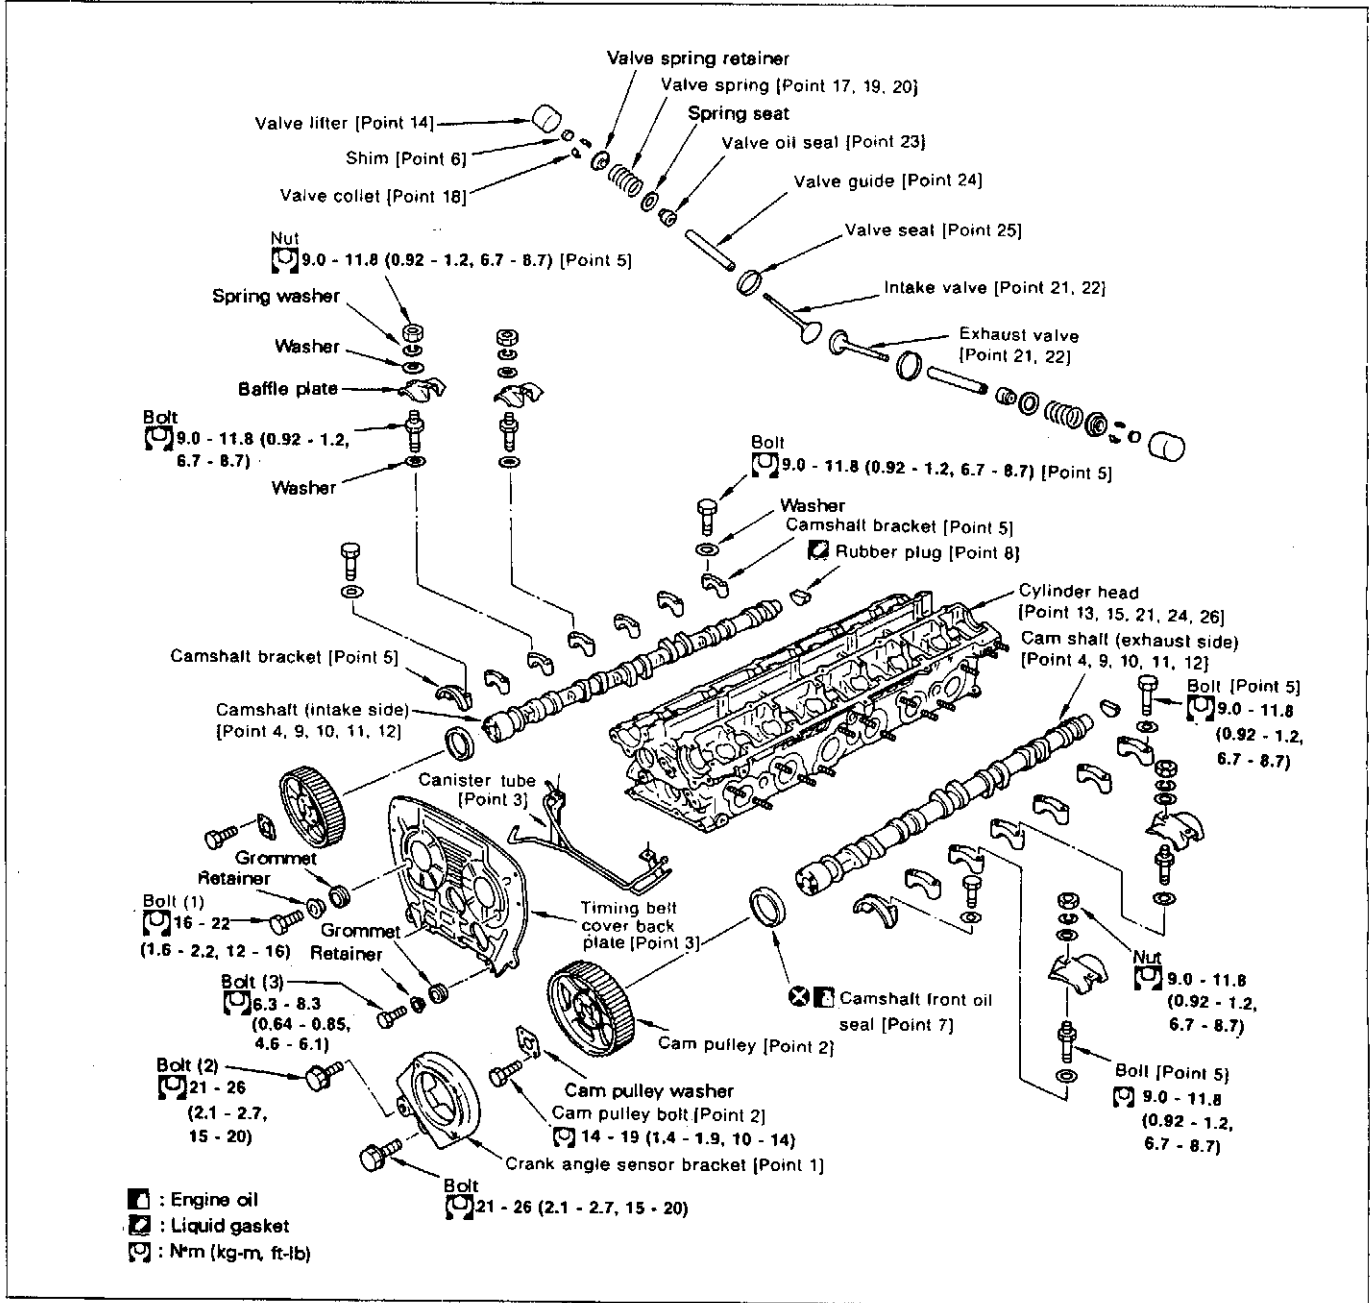 Valve spring retainer
Valve spring [Point 17, 19, 20]
Spring seat
Valve lifter [Point 14]
Valve oil seal [Point 23]
Shim [Point 6]
Valve guide [Point 24]
Valve collet [Point 18]
Valve seat [Point 25]
Nut
9.0 - 11.8 (0.92 - 1.2, 6.7 - 8.7) [Point 5]
Intake valve [Point 21, 22]
Spring washer
Exhaust valve
[Point 21, 22]
Washer
Baffle plate
Bolt
9.0 - 11.8 (0.92 - 1.2,
6.7 - 8.7)
Washer
Bolt
9.0 - 11.8 (0.92 - 1.2, 6.7 - 8.7) [Point 5]
Washer
Camshaft bracket [Point 5]
Rubber plug [Point 8]
Cylinder head
[Point 13, 15, 21, 24, 26]
Cam shaft (exhaust side)
[Point 4, 9, 10, 11, 12]
Camshaft bracket [Point 5]
Bolt [Point 5]
9.0 - 11.8
(0.92 - 1.2,
6.7 - 8.7)
Camshaft (intake side)
[Point 4, 9, 10, 11, 12]
Canister tube
[Point 3]
Grommet
Retainer
Bolt (1)
16 - 22
(1.6 - 2.2, 12 - 16)
Timing belt
cover back
plate [Point 3]
Grommet
Retainer
Bolt (3)
6.3 - 8.3
(0.64 - 0.85,
4.6 - 6.1)
Nut
9.0 - 11.8
(0.92 - 1.2,
6.7 - 8.7)
Camshaft front oil
seal [Point 7]
Cam pulley [Point 2]
Bolt (2)
21 - 26
(2.1 - 2.7,
15 - 20)
Cam pulley washer
Cam pulley bolt [Point 2]
14 - 19 (1.4 - 1.9, 10 - 14)
Bolt [Point 5]
9.0 - 11.8
(0.92 - 1.2,
6.7 - 8.7)
Crank angle sensor bracket [Point 1]
Bolt
21 - 26 (2.1 - 2.7, 15 - 20)
: Engine oil
: Liquid gasket
: N•m (kg-m, ft-lb)